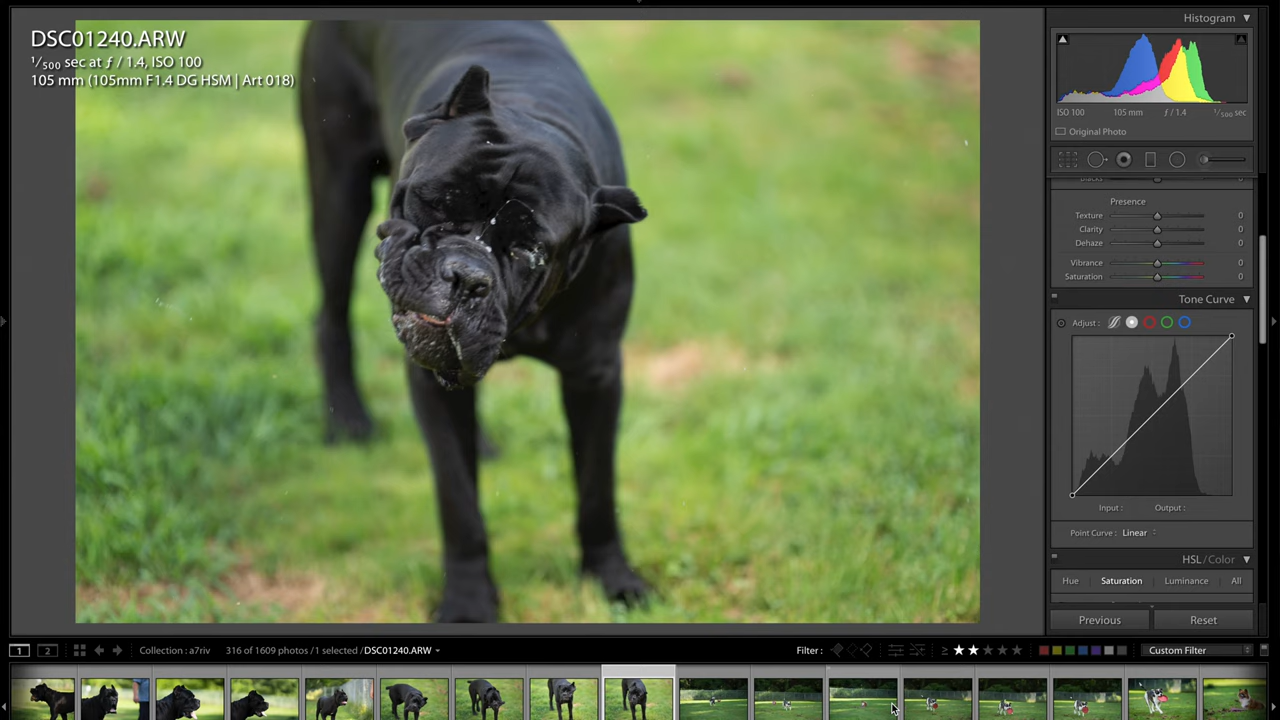 DSC01240.ARW
1/500 sec at ƒ / 1.4, ISO 100
105 mm (105mm F1.4 DG HSM | Art 018)
Histogram
ISO 100 105 mm ƒ / 1.4 1/500 sec
Original Photo
Blacks 0
Presence
Texture 0
Clarity 0
Dehaze 0
Vibrance 0
Saturation 0
Tone Curve
Adjust :
Input : Output :
Point Curve : Linear
HSL / Color
Hue Saturation Luminance All
Previous Reset
1 2 Collection : a7riv 316 of 1609 photos / 1 selected / DSC01240.ARW Filter : ≥ ★★★★★ Custom Filter